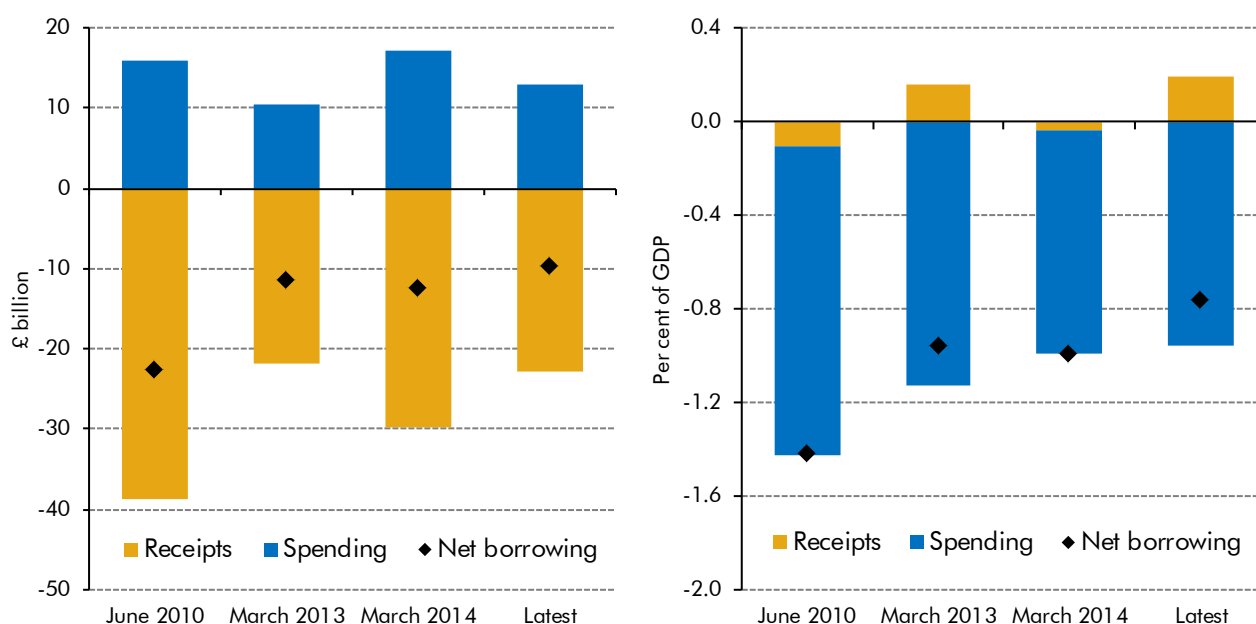 20
10
0
-10
-20
-30
-40
-50
£ billion
Receipts Spending Net borrowing
June 2010 March 2013 March 2014 Latest
0.4
0.0
-0.4
-0.8
-1.2
-1.6
-2.0
Per cent of GDP
Receipts Spending Net borrowing
June 2010 March 2013 March 2014 Latest